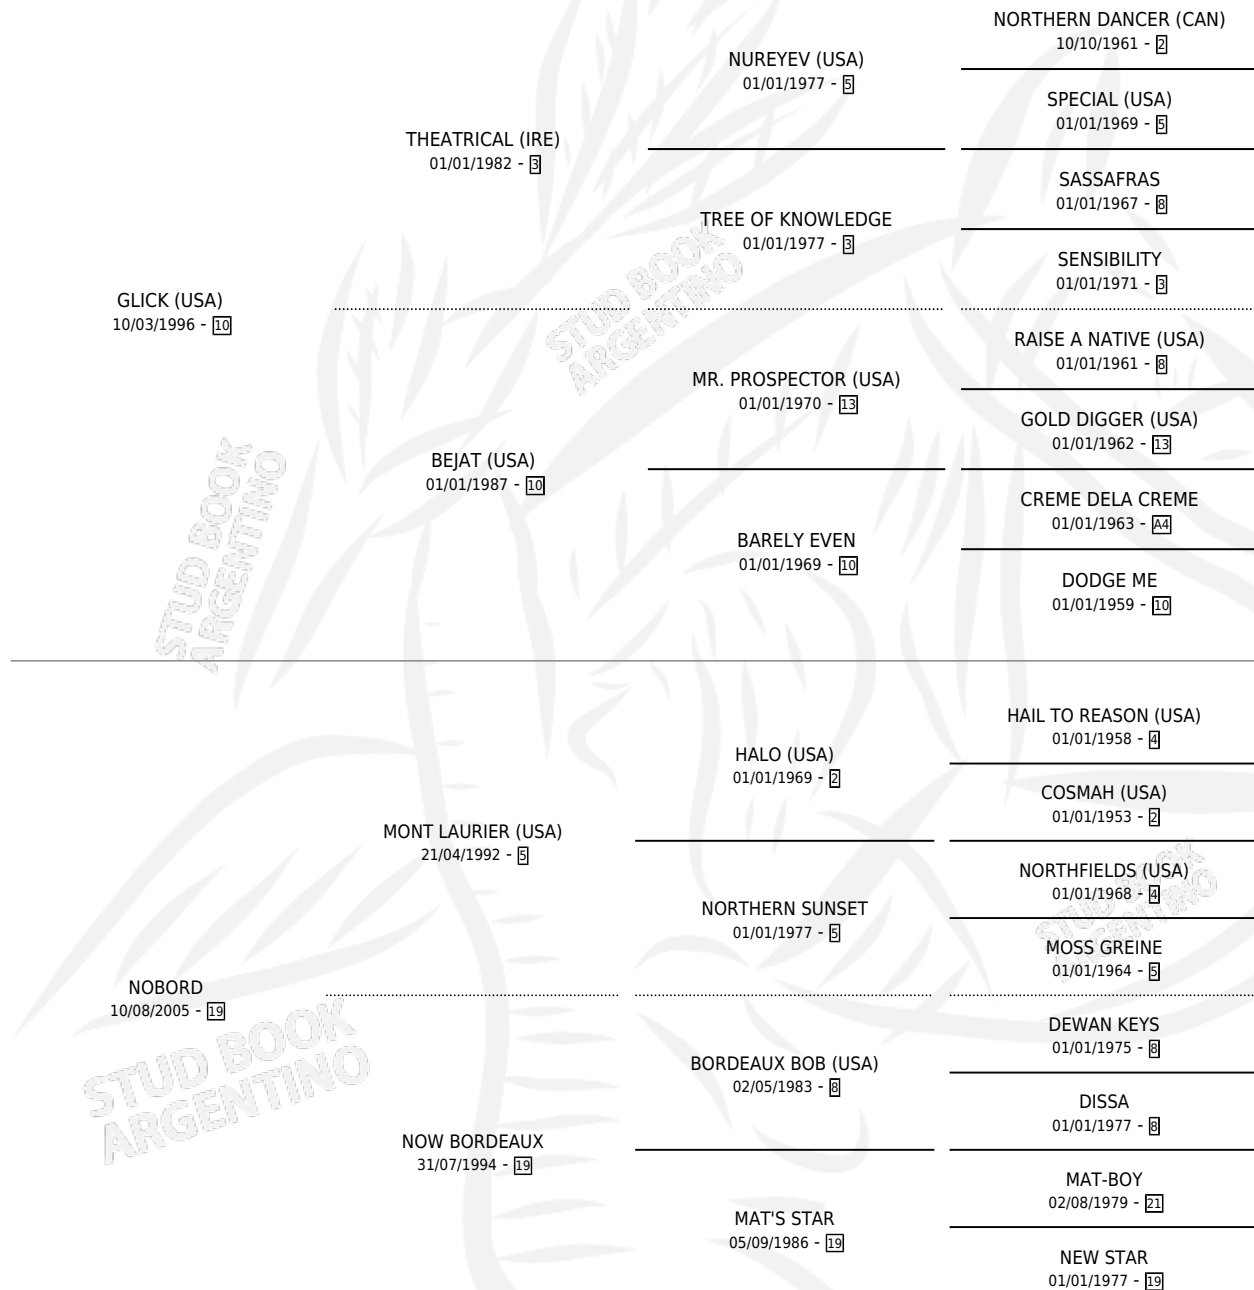 NORTHERN DANCER (CAN)
10/10/1961 - 2
NUREYEV (USA)
01/01/1977 - 5
SPECIAL (USA)
01/01/1969 - 5
THEATRICAL (IRE)
01/01/1982 - 3
SASSAFRAS
01/01/1967 - 8
TREE OF KNOWLEDGE
01/01/1977 - 3
SENSIBILITY
01/01/1971 - 3
GLICK (USA)
10/03/1996 - 10
STUD BOOK
ARGENTINO
RAISE A NATIVE (USA)
01/01/1961 - 8
MR. PROSPECTOR (USA)
01/01/1970 - 13
GOLD DIGGER (USA)
01/01/1962 - 13
BEJAT (USA)
01/01/1987 - 10
CREME DELA CREME
01/01/1963 - A4
BARELY EVEN
01/01/1969 - 10
DODGE ME
01/01/1959 - 10
STUD BOOK
ARGENTINO
HAIL TO REASON (USA)
01/01/1958 - 4
HALO (USA)
01/01/1969 - 2
COSMAH (USA)
01/01/1953 - 2
MONT LAURIER (USA)
21/04/1992 - 5
NORTHFIELDS (USA)
01/01/1968 - 4
STUD BOOK
ARGENTINO
NORTHERN SUNSET
01/01/1977 - 5
MOSS GREINE
01/01/1964 - 5
NOBORD
10/08/2005 - 19
STUD BOOK
ARGENTINO
DEWAN KEYS
01/01/1975 - 8
BORDEAUX BOB (USA)
02/05/1983 - 8
DISSA
01/01/1977 - 8
NOW BORDEAUX
31/07/1994 - 19
MAT-BOY
02/08/1979 - 21
MAT'S STAR
05/09/1986 - 19
NEW STAR
01/01/1977 - 19